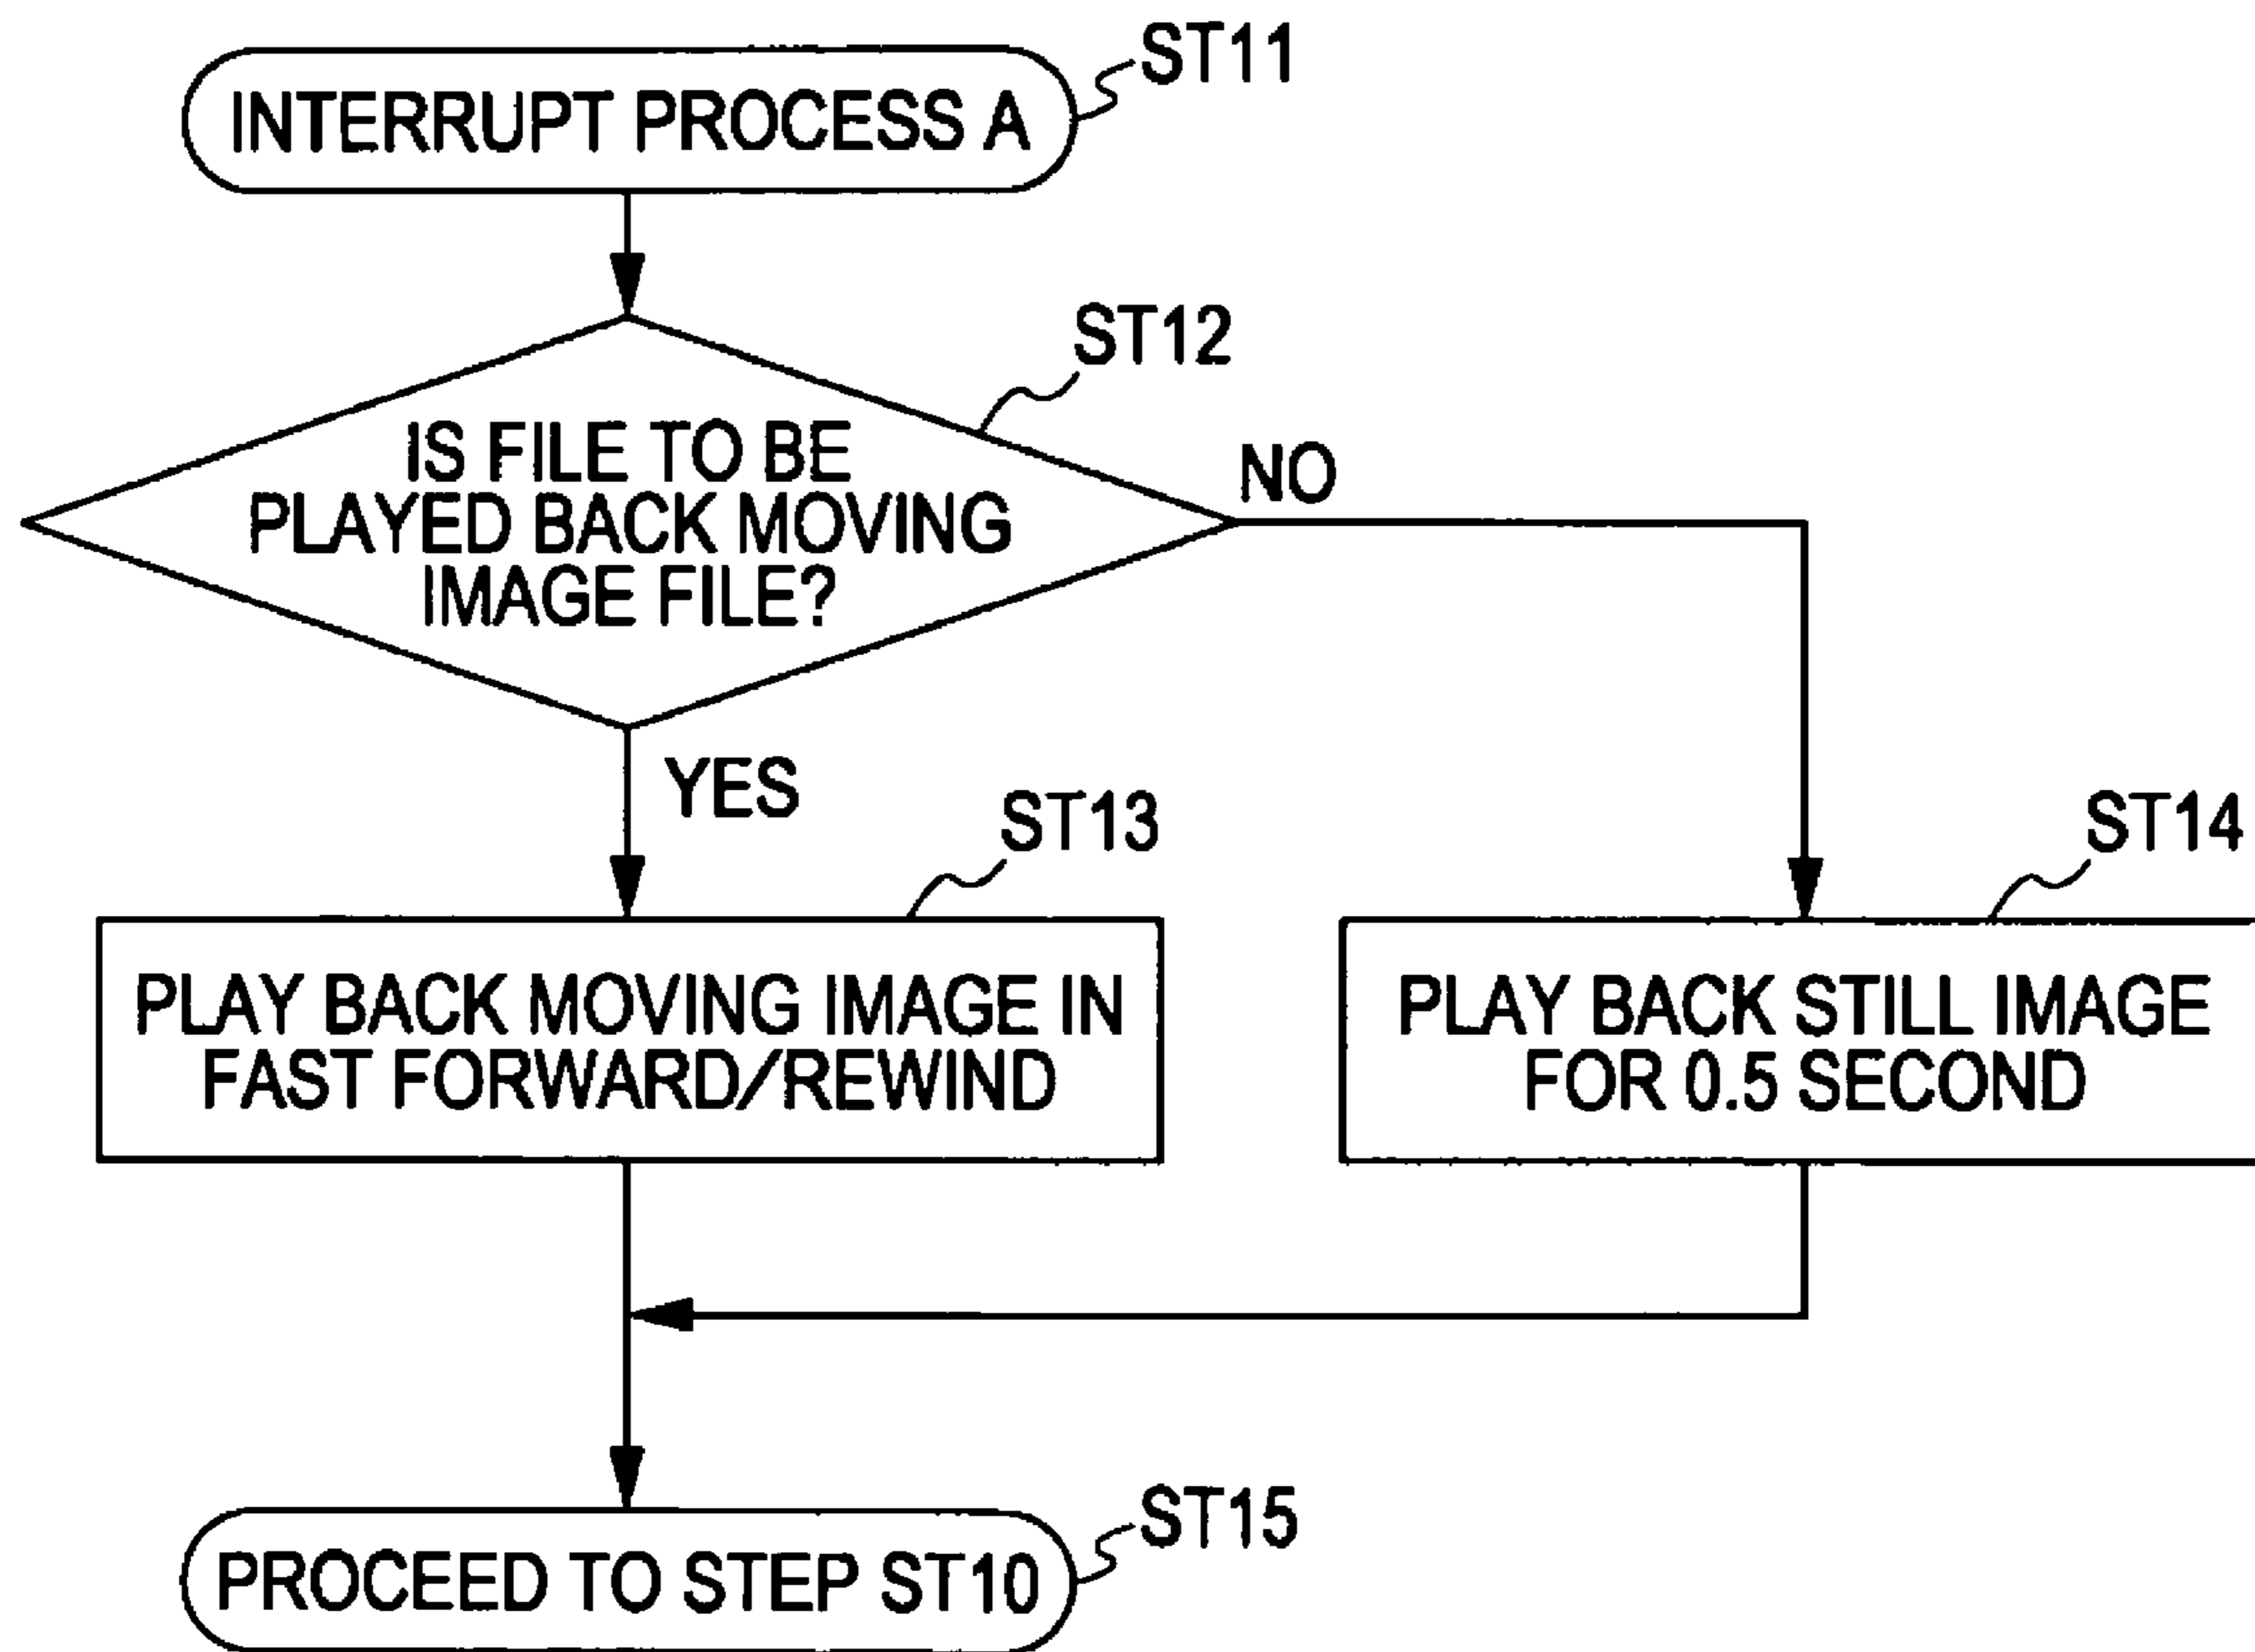 ST11
INTERRUPT PROCESS A
ST12
IS FILE TO BE
PLAYED BACK MOVING
IMAGE FILE?
NO
YES
ST13
PLAY BACK MOVING IMAGE IN
FAST FORWARD/REWIND
ST14
PLAY BACK STILL IMAGE
FOR 0.5 SECOND
ST15
PROCEED TO STEP ST10